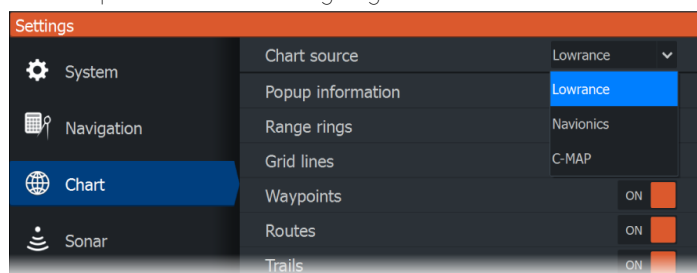 Settings
System
Navigation
Chart
Sonar
Chart source Lowrance
Popup information Lowrance
Range rings Navionics
Grid lines C-MAP
Waypoints ON
Routes ON
Trails ON